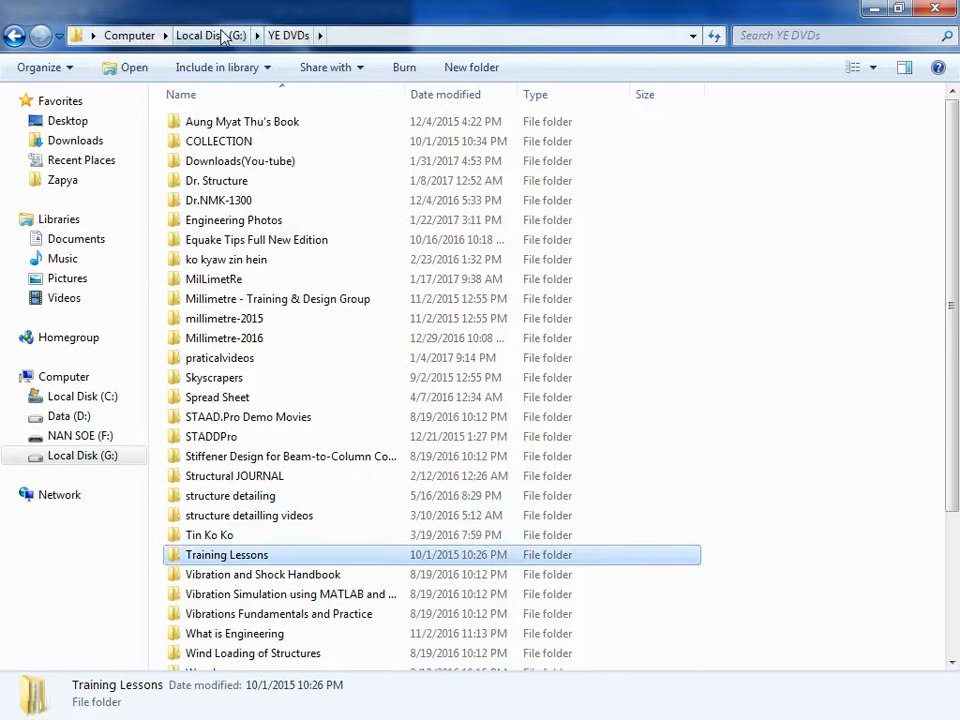 Computer Local Disk (G:) YE DVDs Search YE DVDs
Organize Open Include in library Share with Burn New folder
Favorites
Desktop
Downloads
Recent Places
Zapya
Libraries
Documents
Music
Pictures
Videos
Homegroup
Computer
Local Disk (C:)
Data (D:)
NAN SOE (F:)
Local Disk (G:)
Network
Name Date modified Type Size
Aung Myat Thu's Book 12/4/2015 4:22 PM File folder
COLLECTION 10/1/2015 10:34 PM File folder
Downloads(You-tube) 1/31/2017 4:53 PM File folder
Dr. Structure 1/8/2017 12:52 AM File folder
Dr.NMK-1300 12/4/2016 5:33 PM File folder
Engineering Photos 1/22/2017 3:11 PM File folder
Equake Tips Full New Edition 10/16/2016 10:18 ... File folder
ko kyaw zin hein 2/23/2016 1:32 PM File folder
MilLimetRe 1/17/2017 9:38 AM File folder
Millimetre - Training & Design Group 11/2/2015 12:55 PM File folder
millimetre-2015 11/2/2015 12:55 PM File folder
Millimetre-2016 12/29/2016 10:08 ... File folder
praticalvideos 1/4/2017 9:14 PM File folder
Skyscrapers 9/2/2015 12:55 PM File folder
Spread Sheet 4/7/2016 12:34 AM File folder
STAAD.Pro Demo Movies 8/19/2016 10:12 PM File folder
STADDPro 12/21/2015 1:27 PM File folder
Stiffener Design for Beam-to-Column Co... 8/19/2016 10:12 PM File folder
Structural JOURNAL 2/12/2016 12:26 AM File folder
structure detailing 5/16/2016 8:29 PM File folder
structure detailling videos 3/10/2016 5:12 AM File folder
Tin Ko Ko 3/19/2016 7:59 PM File folder
Training Lessons 10/1/2015 10:26 PM File folder
Vibration and Shock Handbook 8/19/2016 10:12 PM File folder
Vibration Simulation using MATLAB and ... 8/19/2016 10:12 PM File folder
Vibrations Fundamentals and Practice 8/19/2016 10:12 PM File folder
What is Engineering 11/2/2016 11:13 PM File folder
Wind Loading of Structures 8/19/2016 10:12 PM File folder
Training Lessons Date modified: 10/1/2015 10:26 PM
File folder